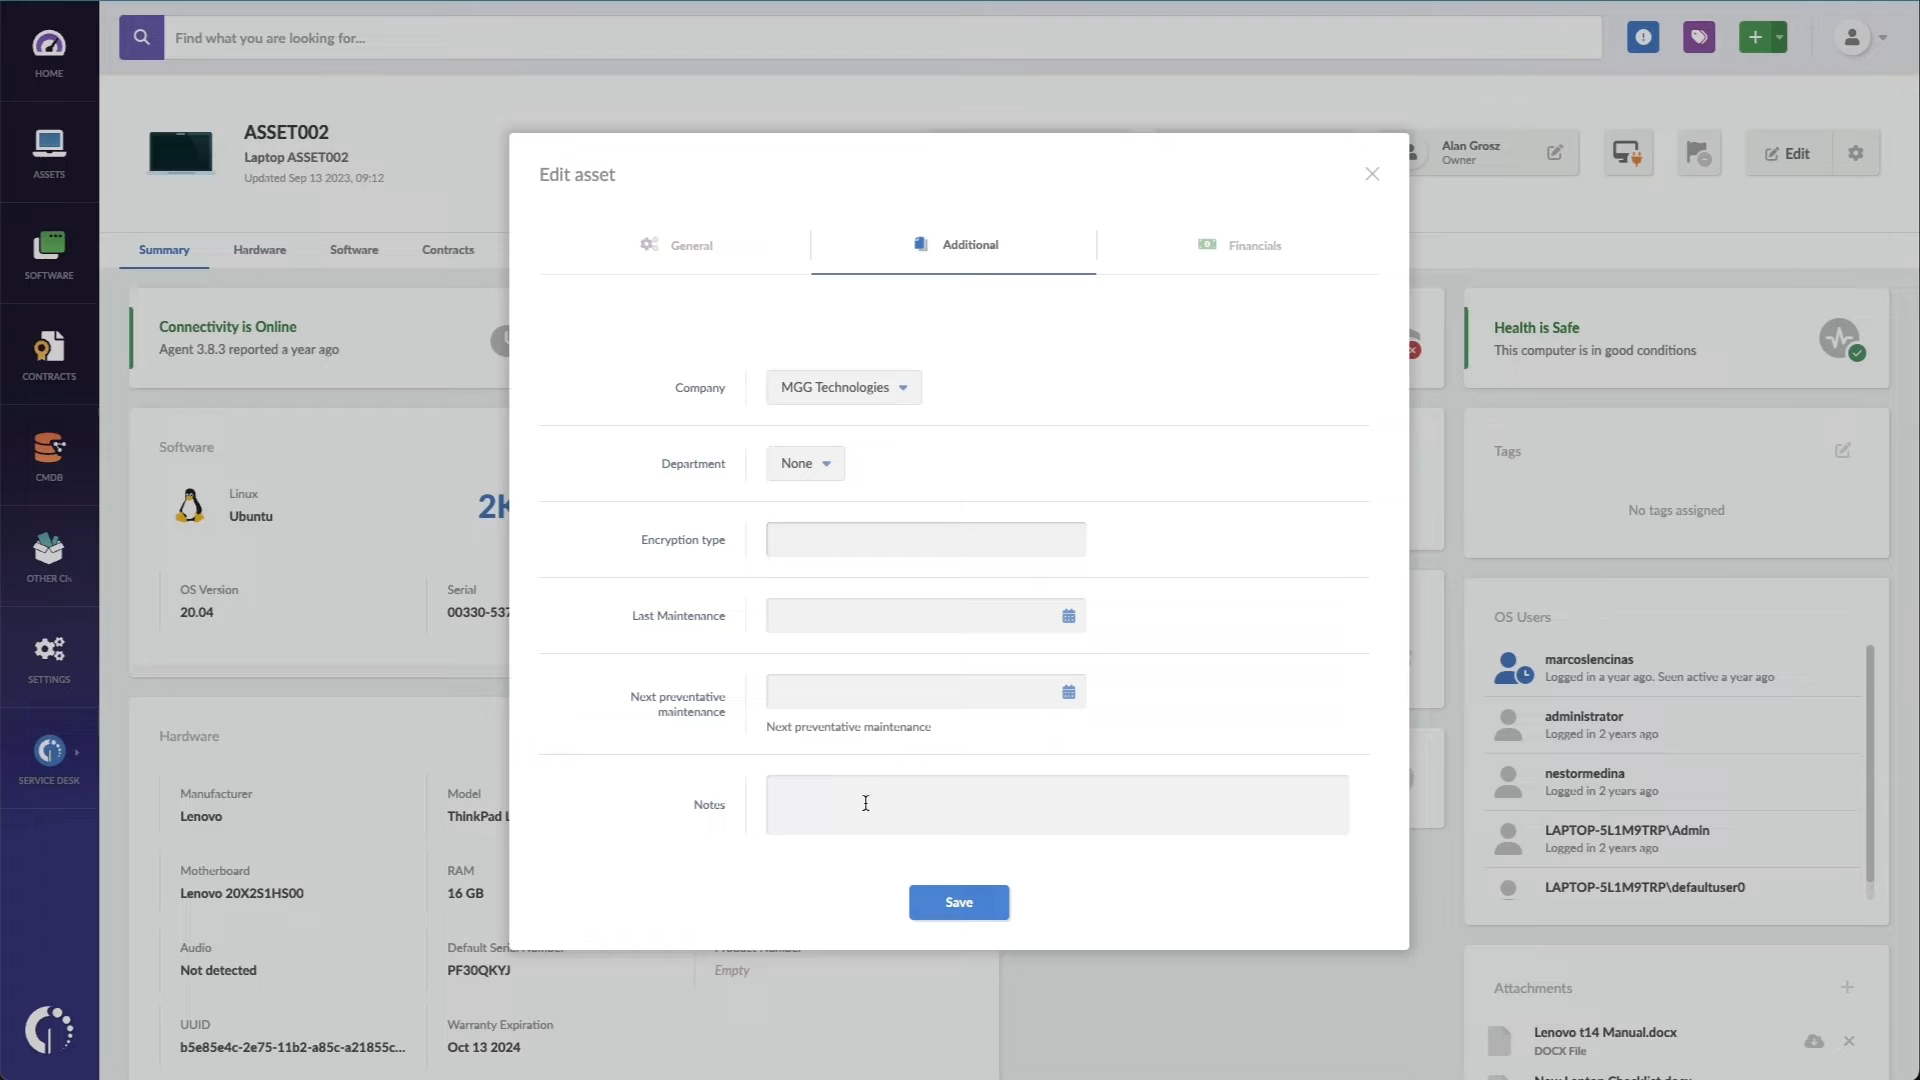 HOME
ASSETS
SOFTWARE
CONTRACTS
CMDB
SETTINGS
SERVICE DESK
Find what you are looking for...
ASSET002
Laptop ASSET002
Updated Sep 13 2023, 09:12
Alan Grosz
Owner
Edit
Summary
Hardware
Software
Contracts
Connectivity is Online
Agent 3.8.3 reported a year ago
Health is Safe
This computer is in good conditions
Software
Linux
Ubuntu
OS Version
20.04
Serial
00330-537
Hardware
Manufacturer
Lenovo
Model
ThinkPad L
Motherboard
Lenovo 20X2S1HS00
RAM
16 GB
Audio
Not detected
PF30QKYJ
Empty
UUID
b5e85e4c-2e75-11b2-a85c-a21855c...
Warranty Expiration
Oct 13 2024
Edit asset
General
Additional
Financials
Company
MGG Technologies
Department
None
Encryption type
Last Maintenance
Next preventative
maintenance
Next preventative maintenance
Notes
Save
Tags
No tags assigned
OS Users
marcoslencinas
Logged in a year ago. Seen active a year ago
administrator
Logged in 2 years ago
nestormedina
Logged in 2 years ago
LAPTOP-5L1M9TRP\Admin
Logged in 2 years ago
LAPTOP-5L1M9TRP\defaultuser0
Attachments
Lenovo t14 Manual.docx
DOCX File